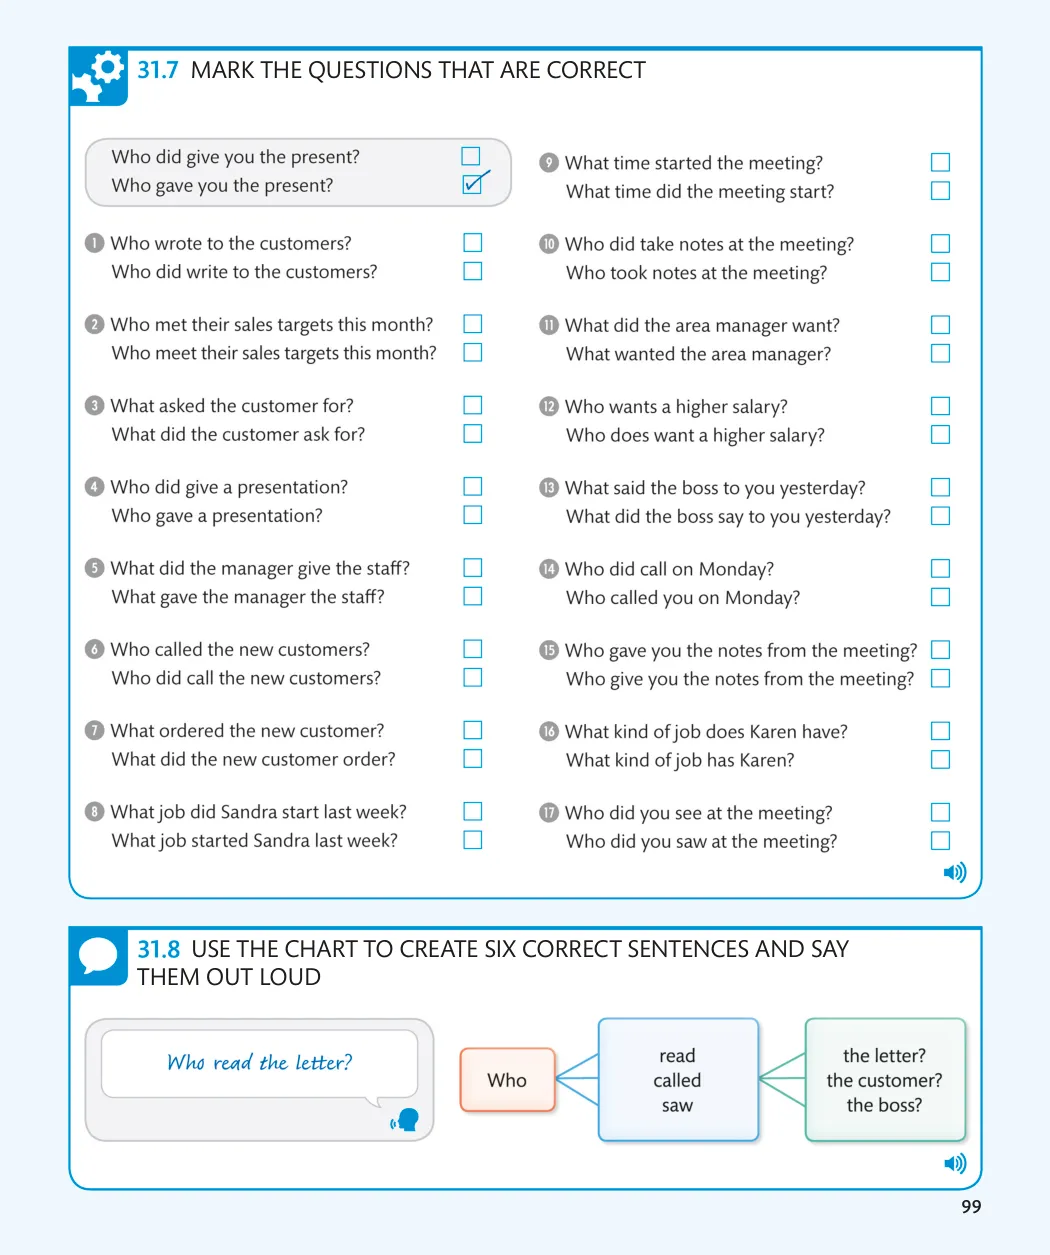 31.7 MARK THE QUESTIONS THAT ARE CORRECT
Who did give you the present?
Who gave you the present?
1 Who wrote to the customers?
Who did write to the customers?
2 Who met their sales targets this month?
Who meet their sales targets this month?
3 What asked the customer for?
What did the customer ask for?
4 Who did give a presentation?
Who gave a presentation?
5 What did the manager give the staff?
What gave the manager the staff?
6 Who called the new customers?
Who did call the new customers?
7 What ordered the new customer?
What did the new customer order?
8 What job did Sandra start last week?
What job started Sandra last week?
9 What time started the meeting?
What time did the meeting start?
10 Who did take notes at the meeting?
Who took notes at the meeting?
11 What did the area manager want?
What wanted the area manager?
12 Who wants a higher salary?
Who does want a higher salary?
13 What said the boss to you yesterday?
What did the boss say to you yesterday?
14 Who did call on Monday?
Who called you on Monday?
15 Who gave you the notes from the meeting?
Who give you the notes from the meeting?
16 What kind of job does Karen have?
What kind of job has Karen?
17 Who did you see at the meeting?
Who did you saw at the meeting?
31.8 USE THE CHART TO CREATE SIX CORRECT SENTENCES AND SAY
THEM OUT LOUD
Who read the letter?
Who
read
called
saw
the letter?
the customer?
the boss?
99